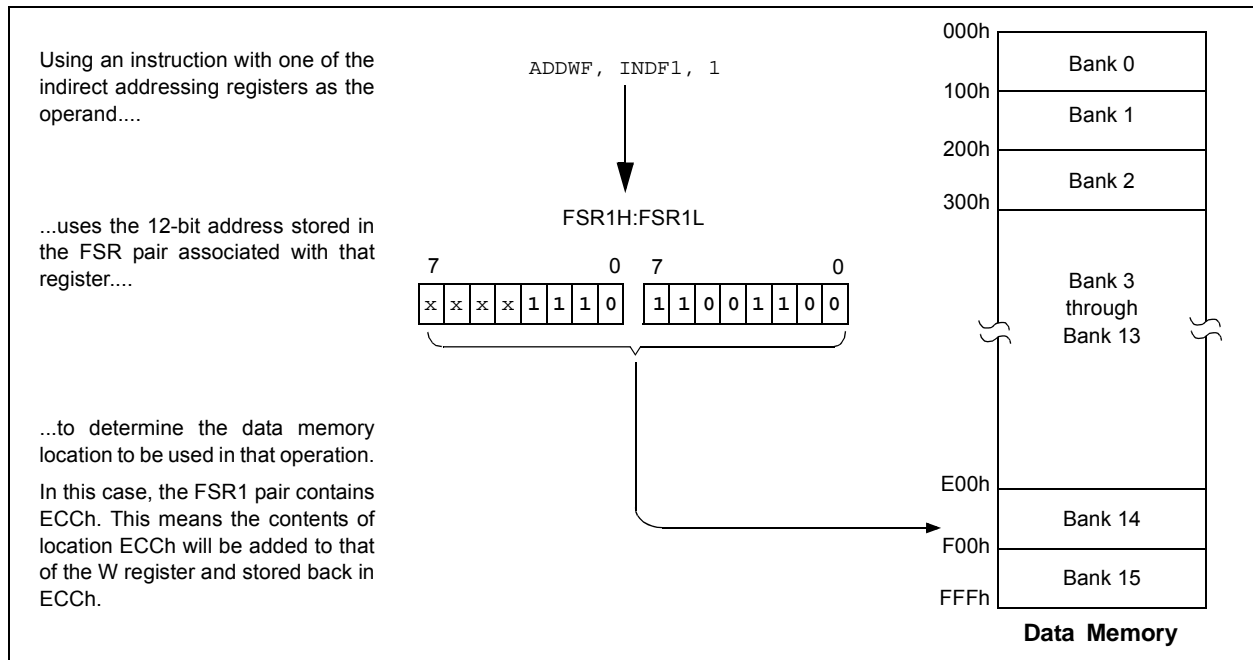 Using an instruction with one of the
indirect addressing registers as the
operand....
ADDWF, INDF1, 1
...uses the 12-bit address stored in
the FSR pair associated with that
register....
FSR1H:FSR1L
7 0 7 0
x x x x 1 1 1 0 1 1 0 0 1 1 0 0
...to determine the data memory
location to be used in that operation.
In this case, the FSR1 pair contains
ECCh. This means the contents of
location ECCh will be added to that
of the W register and stored back in
ECCh.
000h
Bank 0
100h
Bank 1
200h
Bank 2
300h
Bank 3
through
Bank 13
E00h
Bank 14
F00h
Bank 15
FFFh
Data Memory